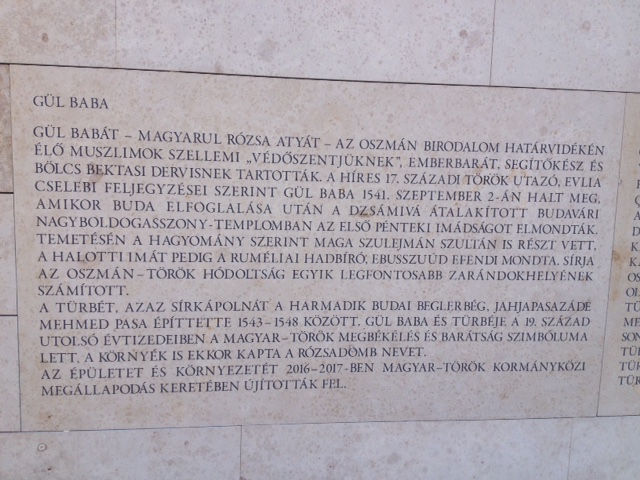 GÜL BABA
GÜL BABÁT – MAGYARUL RÓZSA ATYÁT – AZ OSZMÁN BIRODALOM HATÁRVIDÉKÉN
ÉLŐ MUSZLIMOK SZELLEMI „VÉDŐSZENTJÜKNEK”, EMBERBARÁT, SEGÍTŐKÉSZ ÉS
BÖLCS BEKTASI DERVISNEK TARTOTTÁK. A HÍRES 17. SZÁZADI TÖRÖK UTAZÓ, EVLIA
CSELEBI FELJEGYZÉSEI SZERINT GÜL BABA 1541. SZEPTEMBER 2-ÁN HALT MEG,
AMIKOR BUDA ELFOGLALÁSA UTÁN A DZSÁMIVÁ ÁTALAKÍTOTT BUDAVÁRI
NAGYBOLDOGASSZONY-TEMPLOMBAN AZ ELSŐ PÉNTEKI IMÁDSÁGOT ELMONDTÁK.
TEMETÉSÉN A HAGYOMÁNY SZERINT MAGA SZULEJMÁN SZULTÁN IS RÉSZT VETT,
A HALOTTI IMÁT PEDIG A RUMÉLIAI HADBÍRÓ, EBUSSZUÚD EFENDI MONDTA. SÍRJA
AZ OSZMÁN–TÖRÖK HÓDOLTSÁG EGYIK LEGFONTOSABB ZARÁNDOKHELYÉNEK
SZÁMÍTOTT.
A TÜRBÉT, AZAZ SÍRKÁPOLNÁT A HARMADIK BUDAI BEGLERBÉG, JAHJAPASAZÁDE
MEHMED PASA ÉPÍTTETTE 1543–1548 KÖZÖTT. GÜL BABA ÉS TÜRBÉJE A 19. SZÁZAD
UTOLSÓ ÉVTIZEDEIBEN A MAGYAR–TÖRÖK MEGBÉKÉLÉS ÉS BARÁTSÁG SZIMBÓLUMA
LETT, A KÖRNYÉK IS EKKOR KAPTA A RÓZSADOMB NEVET.
AZ ÉPÜLETET ÉS KÖRNYEZETÉT 2016–2017-BEN MAGYAR–TÖRÖK KORMÁNYKÖZI
MEGÁLLAPODÁS KERETÉBEN ÚJÍTOTTÁK FEL.